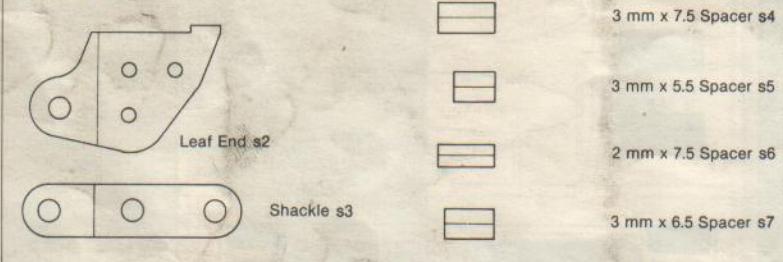 3 mm x 7.5 Spacer s4
3 mm x 5.5 Spacer s5
Leaf End s2
2 mm x 7.5 Spacer s6
Shackle s3
3 mm x 6.5 Spacer s7